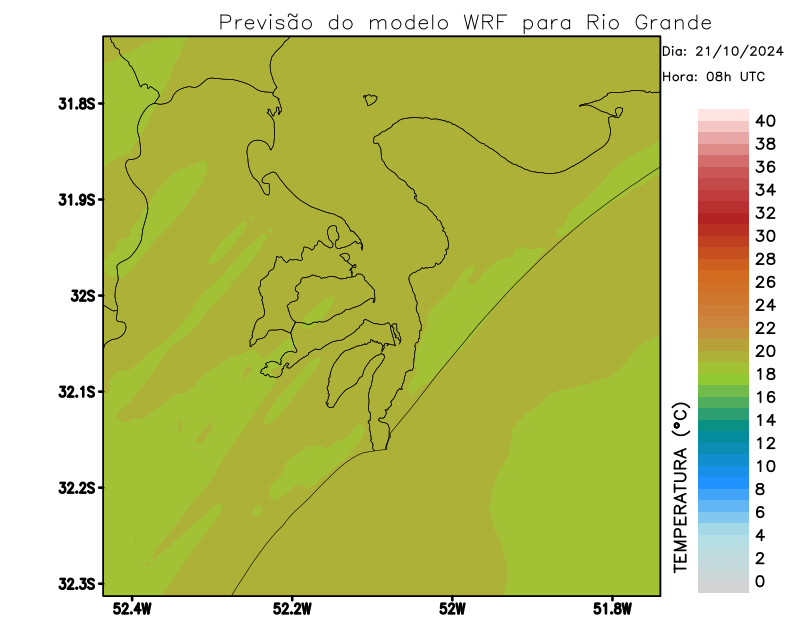 Previsão do modelo WRF para Rio Grande
Dia: 21/10/2024
Hora: 08h UTC
31.8S
31.9S
32S
32.1S
32.2S
32.3S
52.4W
52.2W
52W
51.8W
TEMPERATURA (°C)
40
38
36
34
32
30
28
26
24
22
20
18
16
14
12
10
8
6
4
2
0